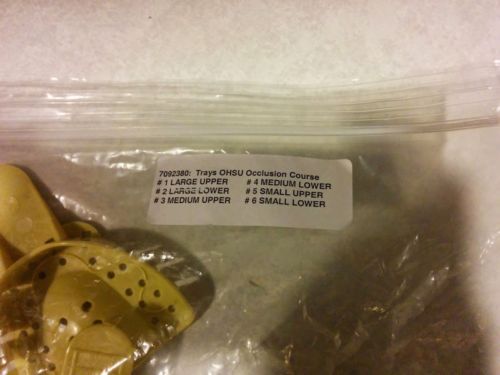 7092380: Trays OHSU Occlusion Course
# 1 LARGE UPPER # 4 MEDIUM LOWER
# 2 LARGE LOWER # 5 SMALL UPPER
# 3 MEDIUM UPPER # 6 SMALL LOWER